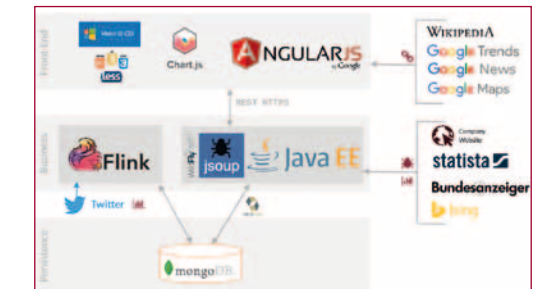 Front-End
less
Chart.js
ANGULARJS
by Google
WIKIPEDIA
Google Trends
Google News
Google Maps
REST HTTPS
Business
Flink
WildFly
jsoup
Java EE
Company
Website
statista
Bundesanzeiger
bing
Twitter
Persistence
mongoDB